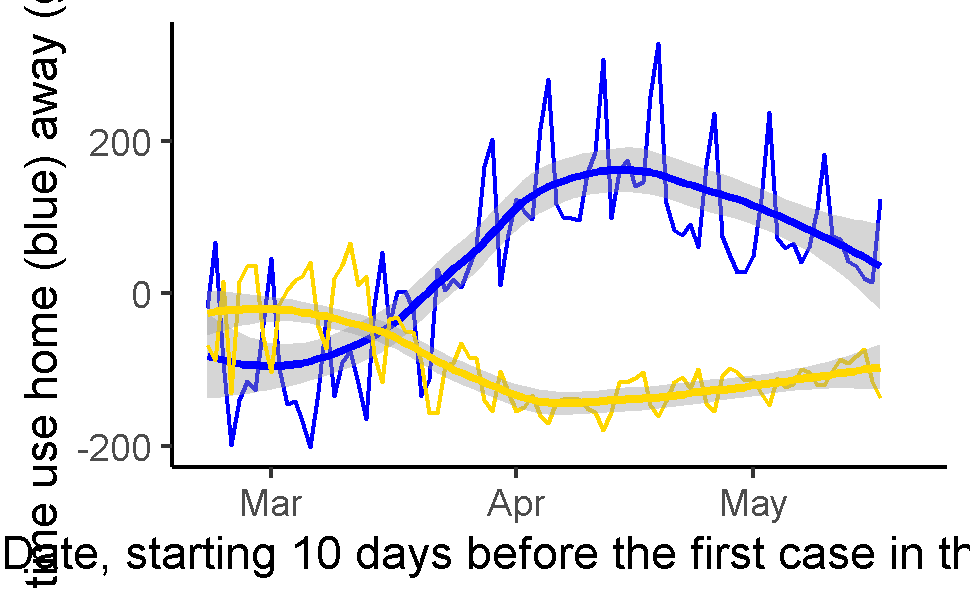 time use home (blue) away (
200
0
-200
Mar
Apr
May
Date, starting 10 days before the first case in th